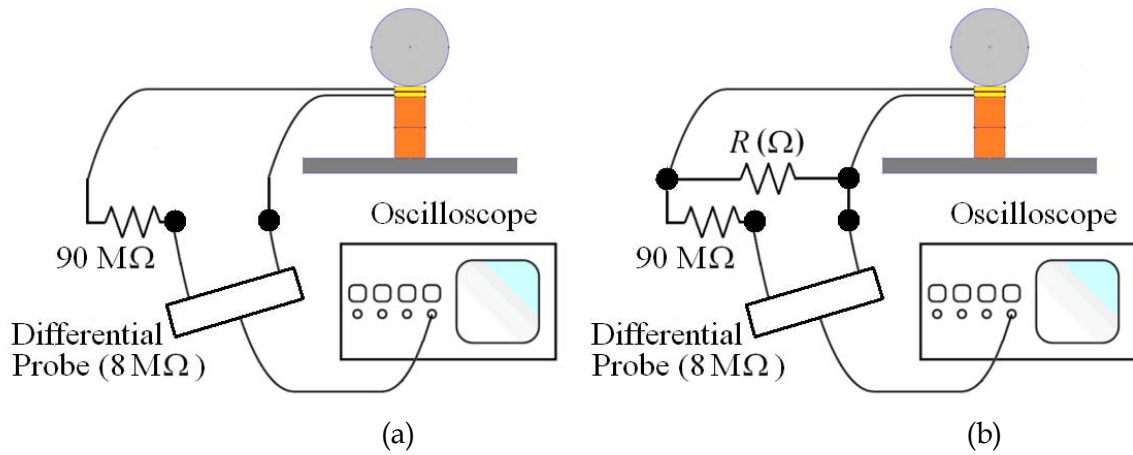 Oscilloscope
90 MΩ
Differential
Probe (8 MΩ )
(a)
R (Ω)
Oscilloscope
90 MΩ
Differential
Probe (8 MΩ )
(b)